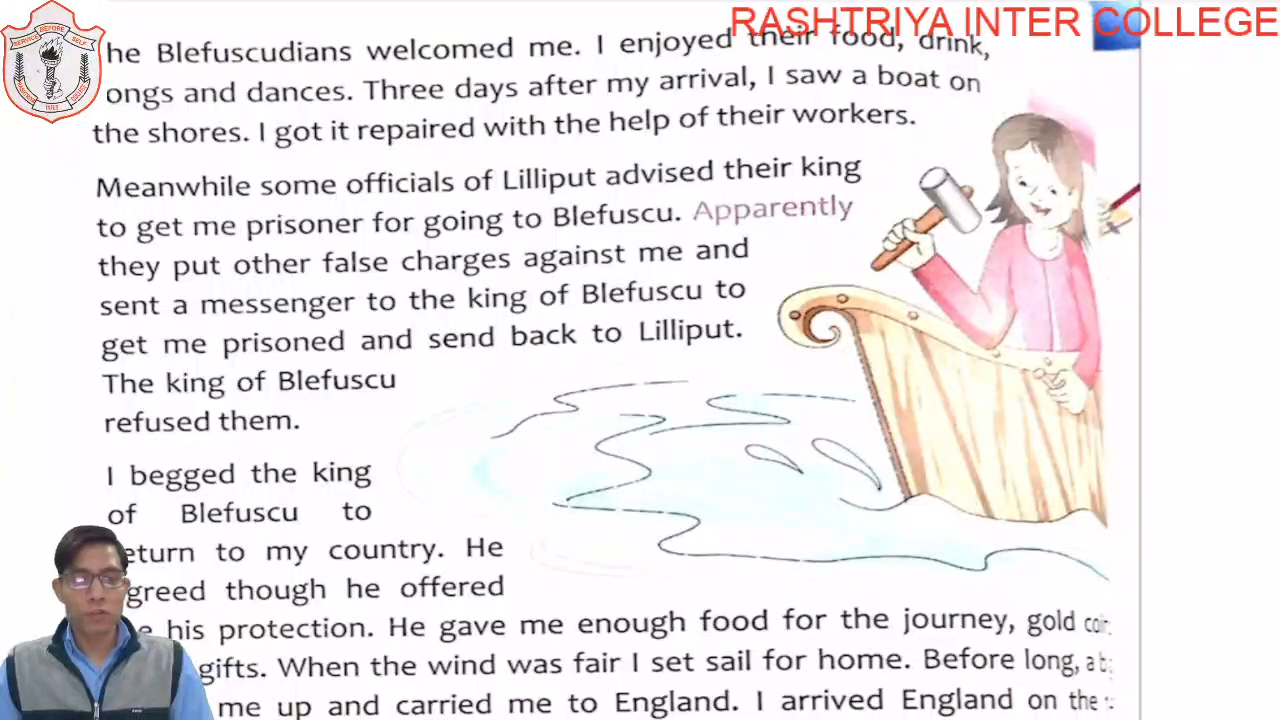 RASHTRIYA INTER COLLEGE
SERVICE BEFORE SELF
he Blefuscudians welcomed me. I enjoyed their food, drink,
ongs and dances. Three days after my arrival, I saw a boat on
the shores. I got it repaired with the help of their workers.
Meanwhile some officials of Lilliput advised their king
to get me prisoner for going to Blefuscu. Apparently
they put other false charges against me and
sent a messenger to the king of Blefuscu to
get me prisoned and send back to Lilliput.
The king of Blefuscu
refused them.
I begged the king
of Blefuscu to
eturn to my country. He
greed though he offered
e his protection. He gave me enough food for the journey, gold
gifts. When the wind was fair I set sail for home. Before long, a
me up and carried me to England. I arrived England on the